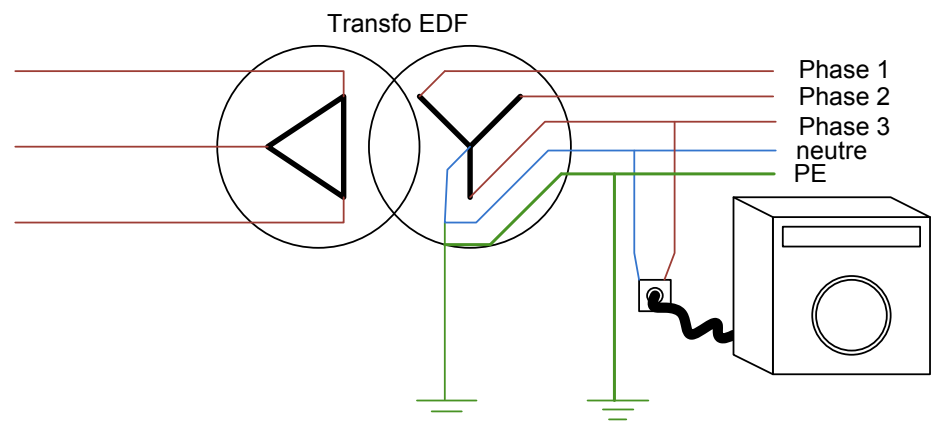 Transfo EDF
Phase 1
Phase 2
Phase 3
neutre
PE